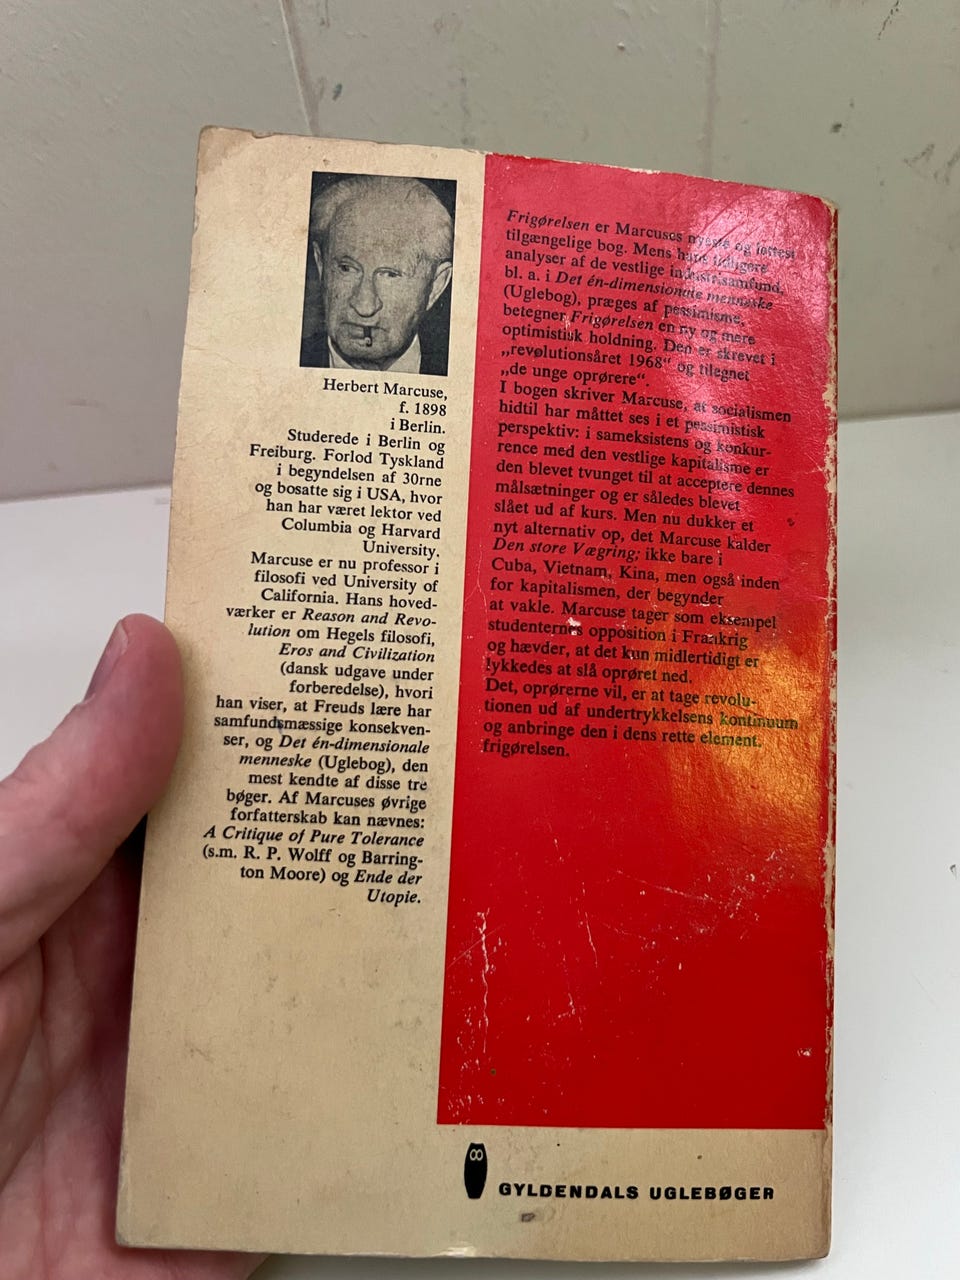 Herbert Marcuse,
f. 1898
i Berlin.
Studerede i Berlin og
Freiburg. Forlod Tyskland
i begyndelsen af 30rne
og bosatte sig i USA, hvor
han har været lektor ved
Columbia og Harvard
University.
Marcuse er nu professor i
filosofi ved University of
California. Hans hoved-
værker er Reason and Revo-
lution om Hegels filosofi,
Eros and Civilization
(dansk udgave under
forberedelse), hvori
han viser, at Freuds lære har
samfundsmæssige konsekven-
ser, og Det én-dimensionale
menneske (Uglebog), den
mest kendte af disse tre
bøger. Af Marcuses øvrige
forfatterskab kan nævnes:
A Critique of Pure Tolerance
(s.m. R. P. Wolff og Barring-
ton Moore) og Ende der
Utopie.
Frigørelsen er Marcuses nyeste og lettest
tilgængelige bog. Mens hans tidligere
analyser af de vestlige industrisamfund,
bl. a. i Det én-dimensionale menneske
(Uglebog), præges af pessimisme,
betegner Frigørelsen en ny og mere
optimistisk holdning. Den er skrevet i
„revolutionsåret 1968“ og tilegnet
„de unge oprørere“.
I bogen skriver Marcuse, at socialismen
hidtil har måttet ses i et pessimistisk
perspektiv: i sameksistens og konkur-
rence med den vestlige kapitalisme er
den blevet tvunget til at acceptere dennes
målsætninger og er således blevet
slået ud af kurs. Men nu dukker et
nyt alternativ op, det Marcuse kalder
Den store Vægring; ikke bare i
Cuba, Vietnam, Kina, men også inden
for kapitalismen, der begynder
at vakle. Marcuse tager som eksempel
studenternes opposition i Frankrig
og hævder, at det kun midlertidigt er
lykkedes at slå oprøret ned.
Det, oprørerne vil, er at tage revolu-
tionen ud af undertrykkelsens kontinuum
og anbringe den i dens rette element,
frigørelsen.
GYLDENDALS UGLEBØGER